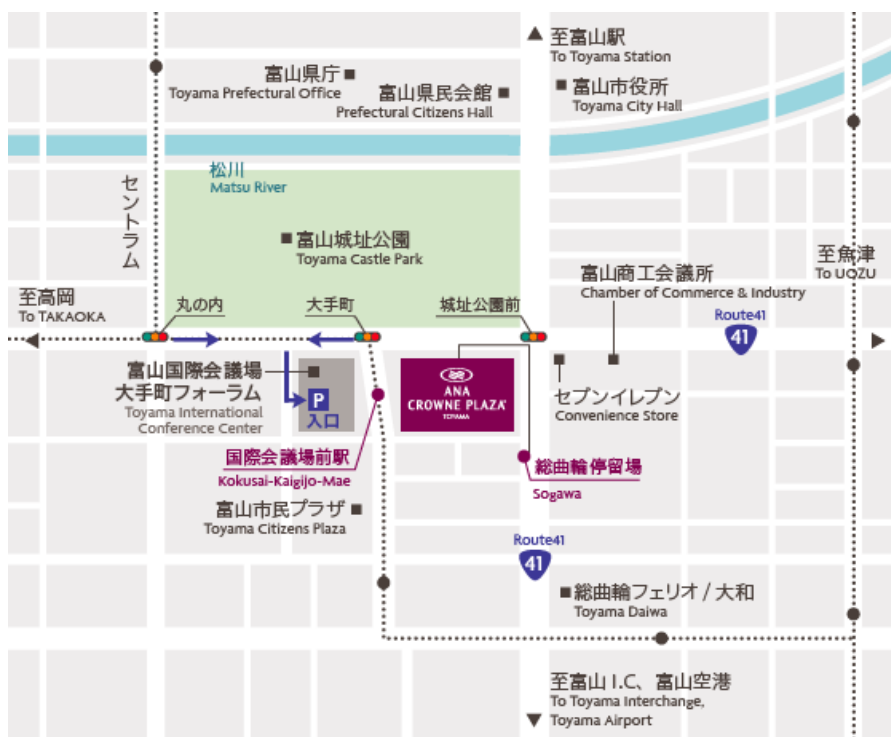 至富山駅
To Toyama Station
富山県庁
Toyama Prefectural Office
富山県民会館
Prefectural Citizens Hall
富山市役所
Toyama City Hall
松川
Matsu River
セントラム
富山城址公園
Toyama Castle Park
至魚津
To UOZU
富山商工会議所
Chamber of Commerce & Industry
至高岡
To TAKAOKA
丸の内
大手町
城址公園前
Route41
41
富山国際会議場
大手町フォーラム
Toyama International
Conference Center
P
入口
ANA
CROWNE PLAZA
TOYAMA
セブンイレブン
Convenience Store
国際会議場前駅
Kokusai-Kaigijo-Mae
総曲輪停留場
Sogawa
富山市民プラザ
Toyama Citizens Plaza
Route41
41
総曲輪フェリオ / 大和
Toyama Daiwa
至富山 I.C、富山空港
To Toyama Interchange,
Toyama Airport